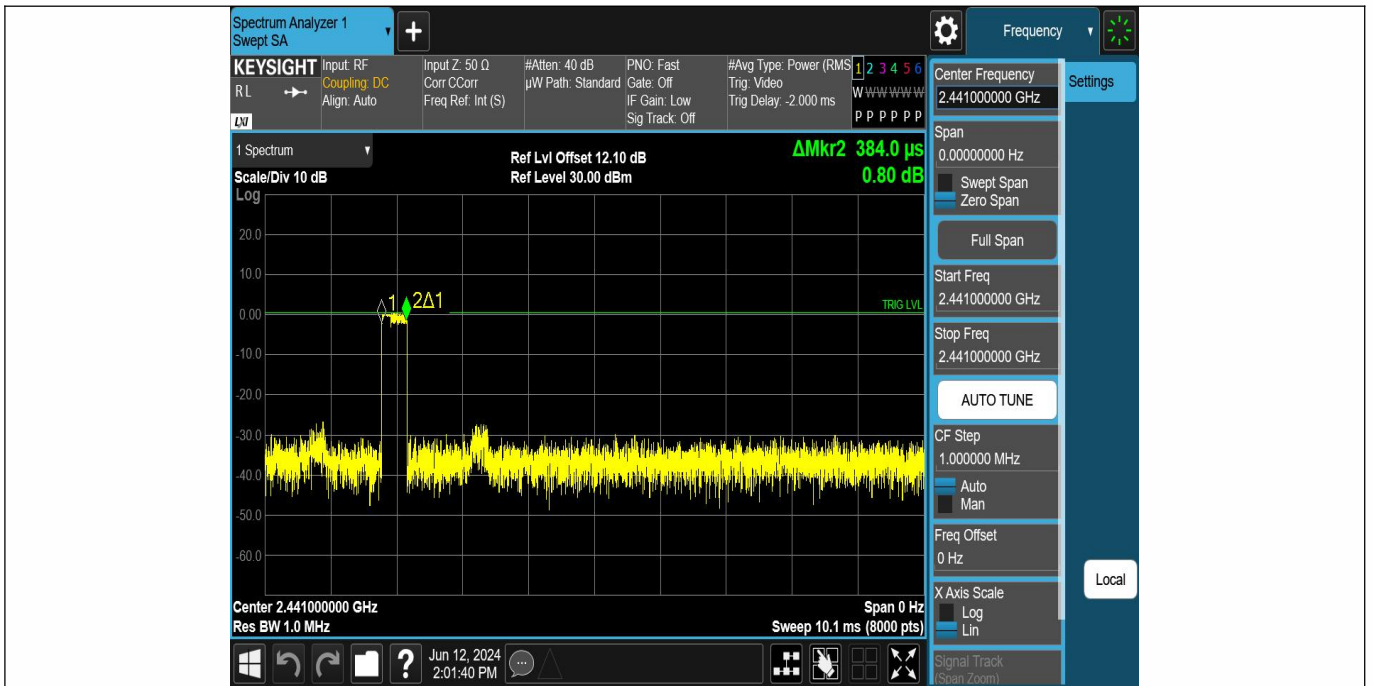 Spectrum Analyzer 1
Swept SA
+
Frequency
KEYSIGHT
RL
LXI
Input: RF
Coupling: DC
Align: Auto
Input Z: 50 Ω
Corr CCorr
Freq Ref: Int (S)
#Atten: 40 dB
µW Path: Standard
PNO: Fast
Gate: Off
IF Gain: Low
Sig Track: Off
#Avg Type: Power (RMS
Trig: Video
Trig Delay: -2.000 ms
1 2 3 4 5 6
W W W W W W
P P P P P P
1 Spectrum
Scale/Div 10 dB
Log
Ref Lvl Offset 12.10 dB
Ref Level 30.00 dBm
ΔMkr2 384.0 µs
0.80 dB
20.0
10.0
0.00
-10.0
-20.0
-30.0
-40.0
-50.0
-60.0
1
2Δ1
TRIG LVL
Center 2.441000000 GHz
Res BW 1.0 MHz
Span 0 Hz
Sweep 10.1 ms (8000 pts)
Center Frequency
2.441000000 GHz
Settings
Span
0.00000000 Hz
Swept Span
Zero Span
Full Span
Start Freq
2.441000000 GHz
Stop Freq
2.441000000 GHz
AUTO TUNE
CF Step
1.000000 MHz
Auto
Man
Freq Offset
0 Hz
X Axis Scale
Log
Lin
Signal Track
(Span Zoom)
Local
?
Jun 12, 2024
2:01:40 PM